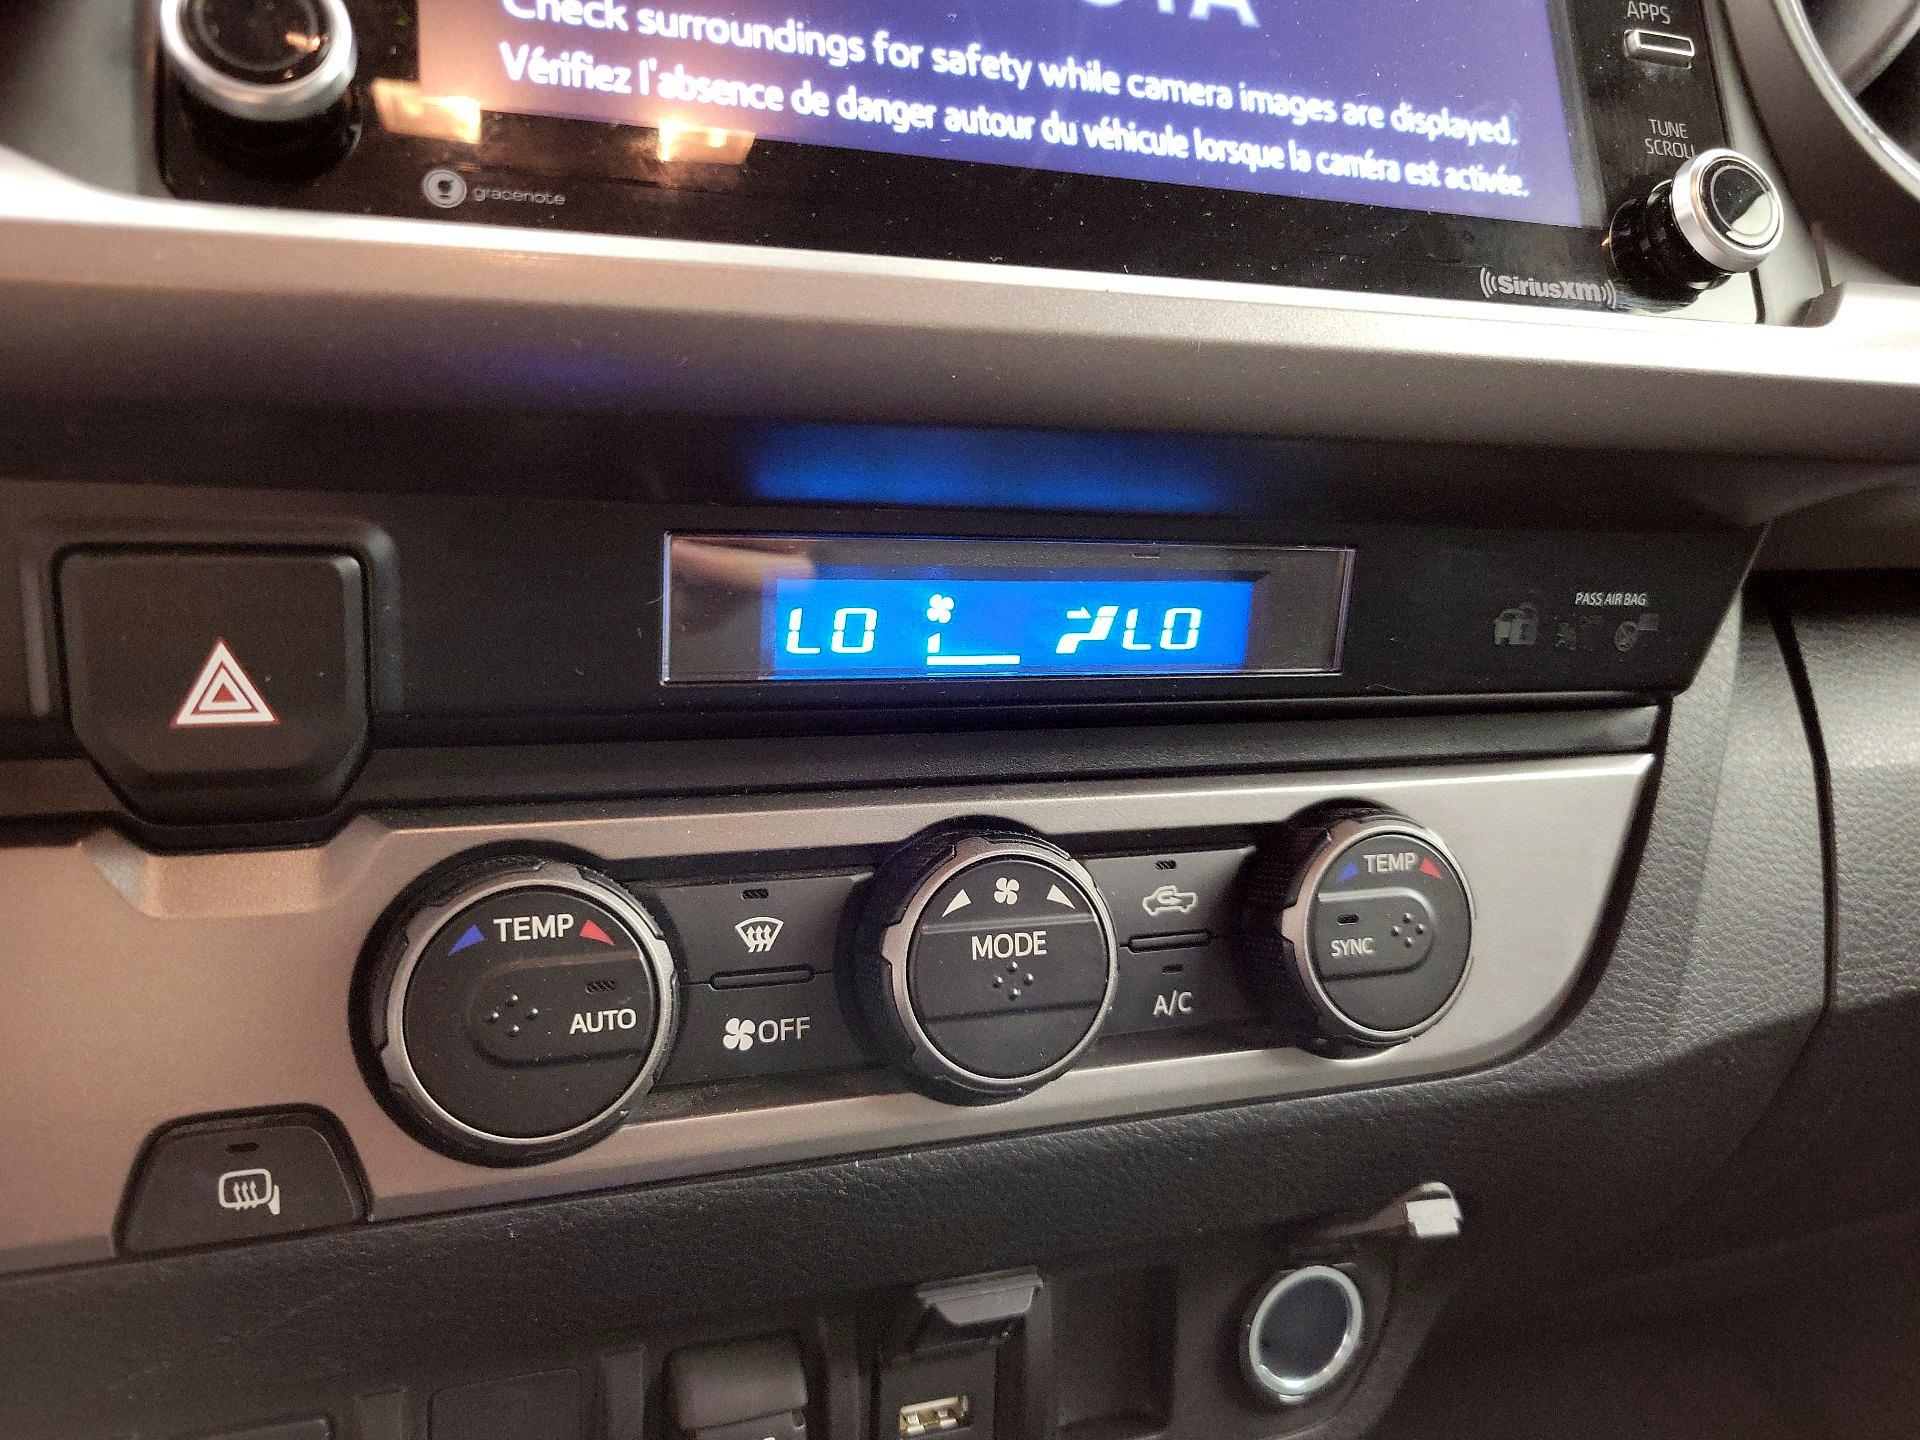 Check surroundings for safety while camera images are displayed.
Vérifiez l'absence de danger autour du véhicule lorsque la caméra est activée.
APPS
TUNE
SCROLL
gracenote
SiriusXM
LO
LO
PASS AIR BAG
TEMP
AUTO
OFF
MODE
A/C
TEMP
SYNC